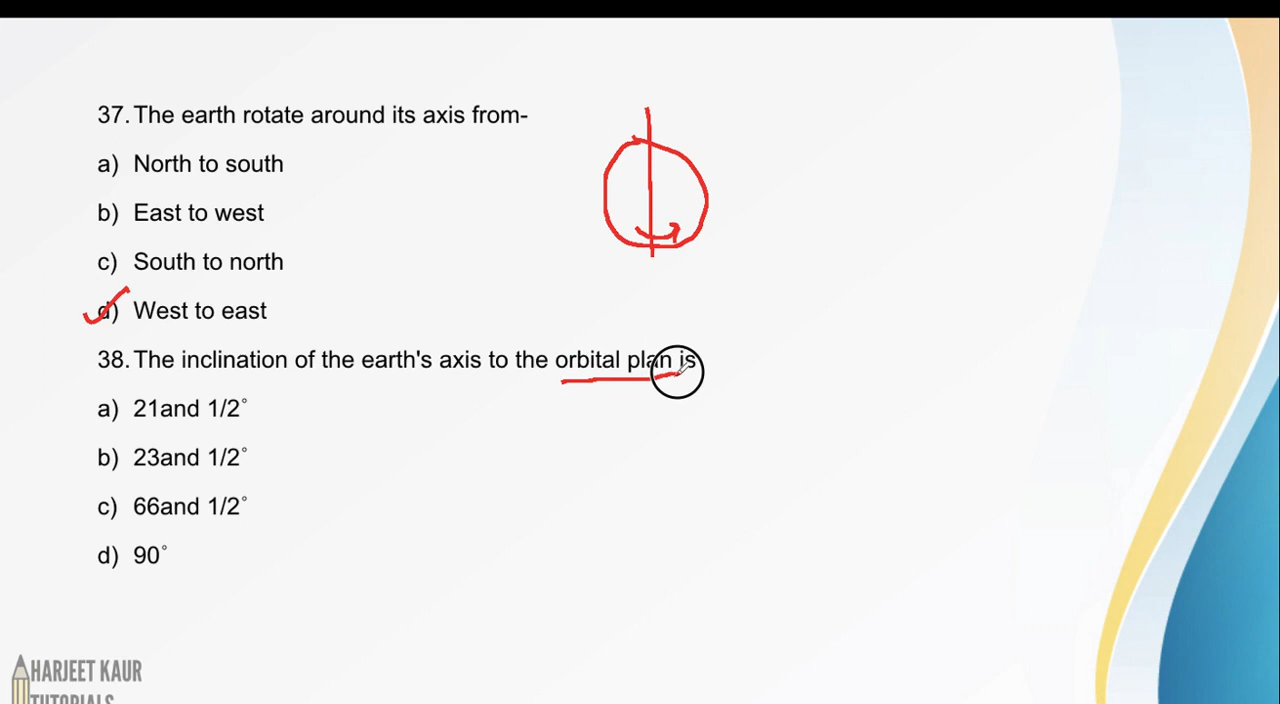 37. The earth rotate around its axis from-
a) North to south
b) East to west
c) South to north
d) West to east
38. The inclination of the earth's axis to the orbital plan is
a) 21and 1/2°
b) 23and 1/2°
c) 66and 1/2°
d) 90°
HARJEET KAUR
TUTORIALS